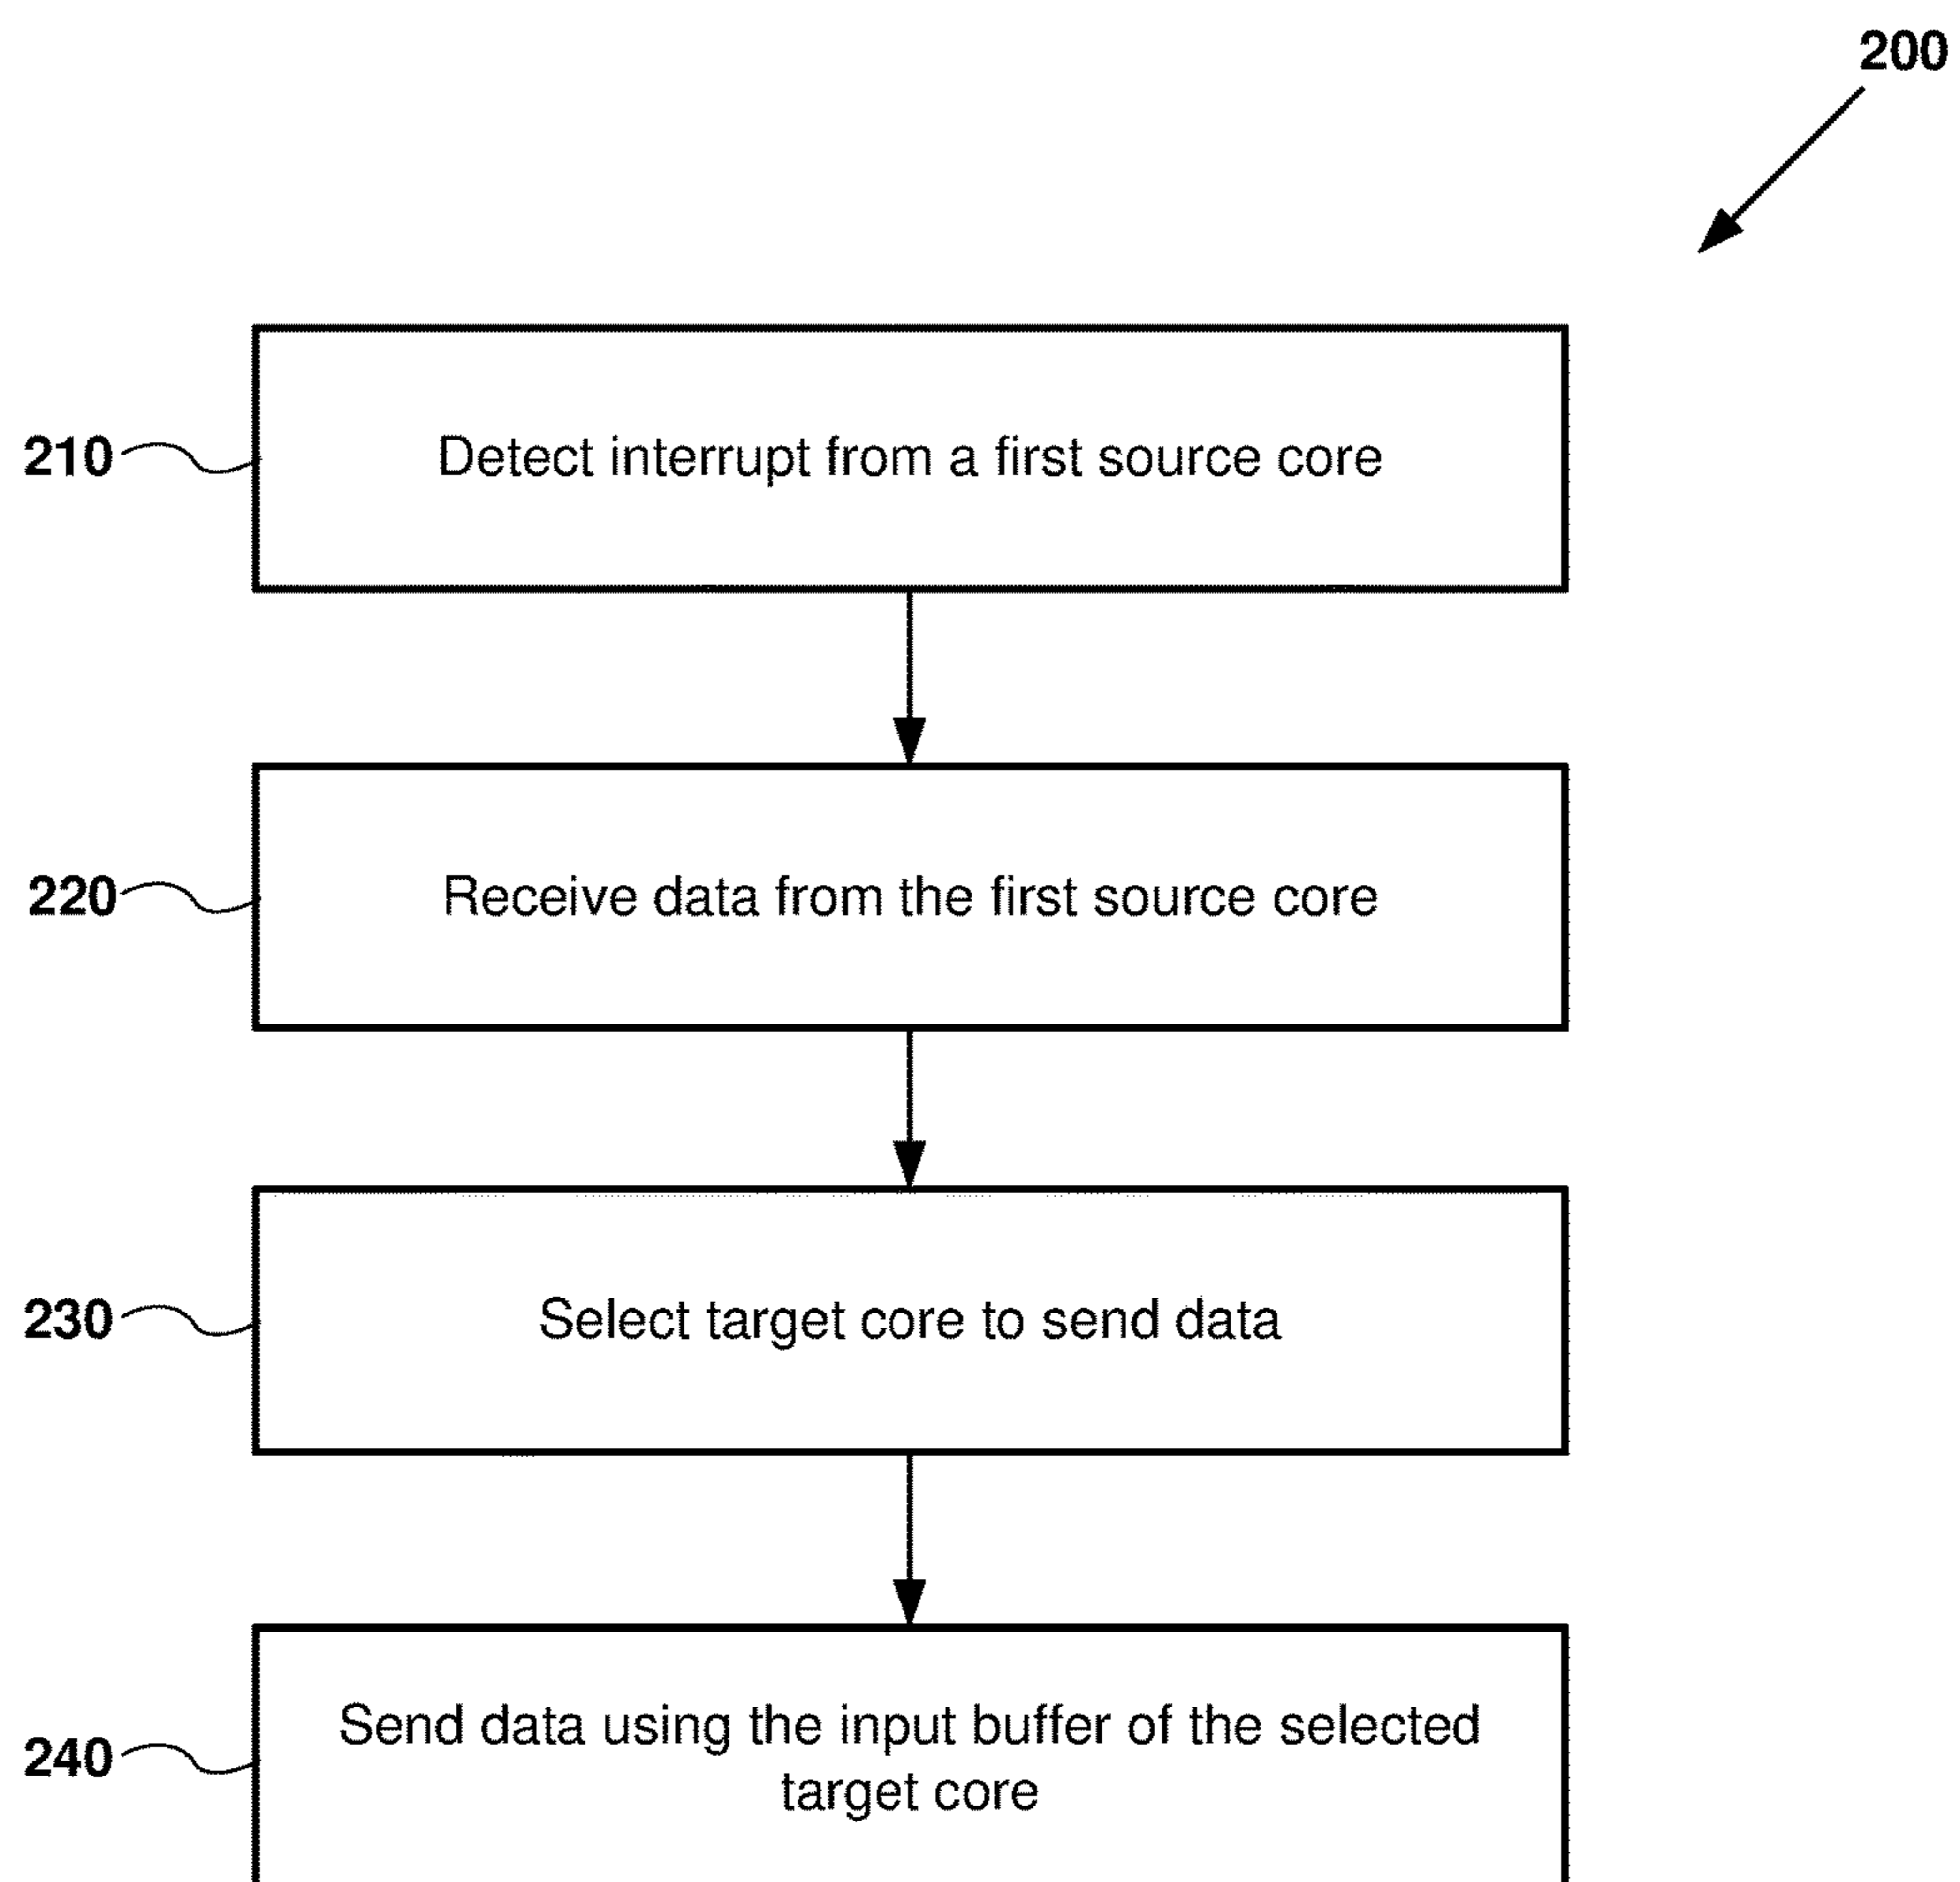 200
210 Detect interrupt from a first source core
220 Receive data from the first source core
230 Select target core to send data
240 Send data using the input buffer of the selected
target core